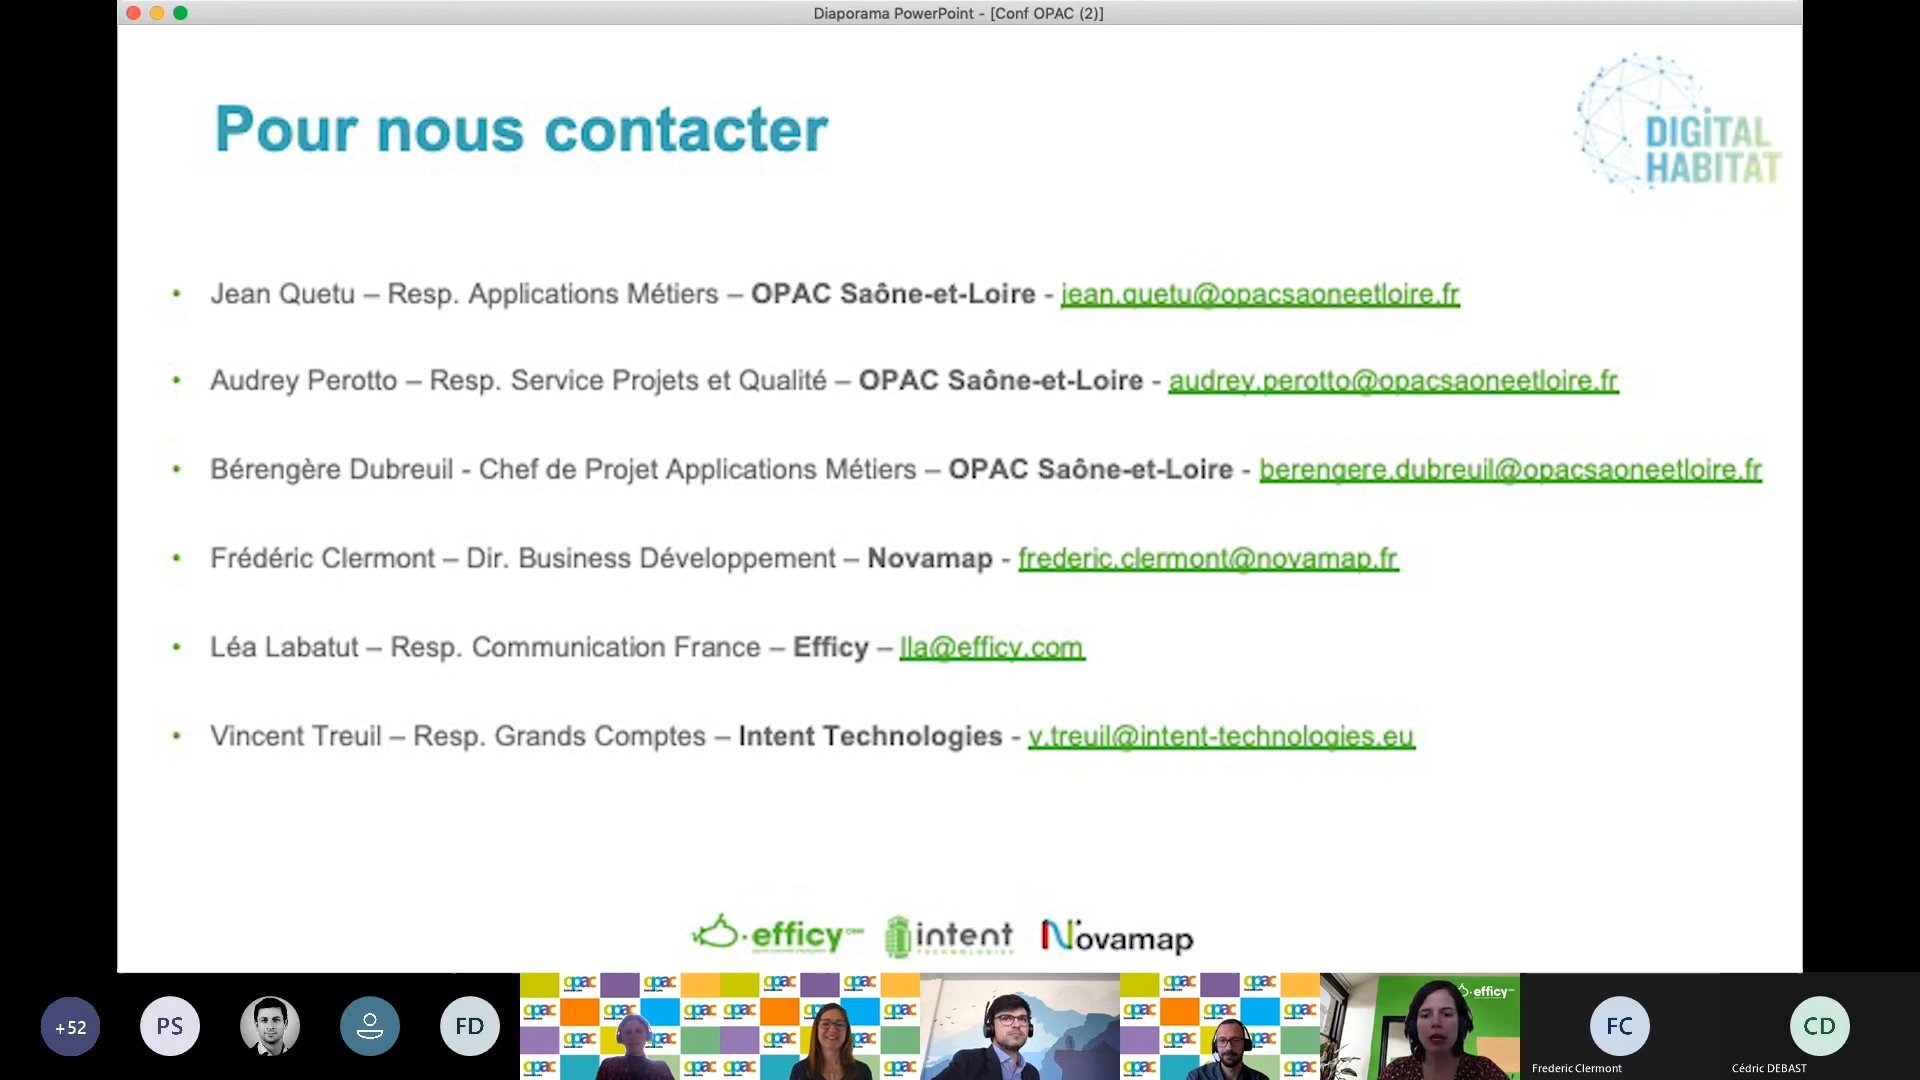 Diaporama PowerPoint - [Conf OPAC (2)]
Pour nous contacter
DIGITAL
HABITAT
• Jean Quetu – Resp. Applications Métiers – OPAC Saône-et-Loire - jean.quetu@opacsaoneetloire.fr
• Audrey Perotto – Resp. Service Projets et Qualité – OPAC Saône-et-Loire - audrey.perotto@opacsaoneetloire.fr
• Bérengère Dubreuil - Chef de Projet Applications Métiers – OPAC Saône-et-Loire - berengere.dubreuil@opacsaoneetloire.fr
• Frédéric Clermont – Dir. Business Développement – Novamap - frederic.clermont@novamap.fr
• Léa Labatut – Resp. Communication France – Efficy – lla@efficy.com
• Vincent Treuil – Resp. Grands Comptes – Intent Technologies - v.treuil@intent-technologies.eu
efficy
intent
TECHNOLOGIES
Novamap
+52
PS
FD
opac
opac
opac
efficy
FC
Frederic Clermont
CD
Cédric DEBAST